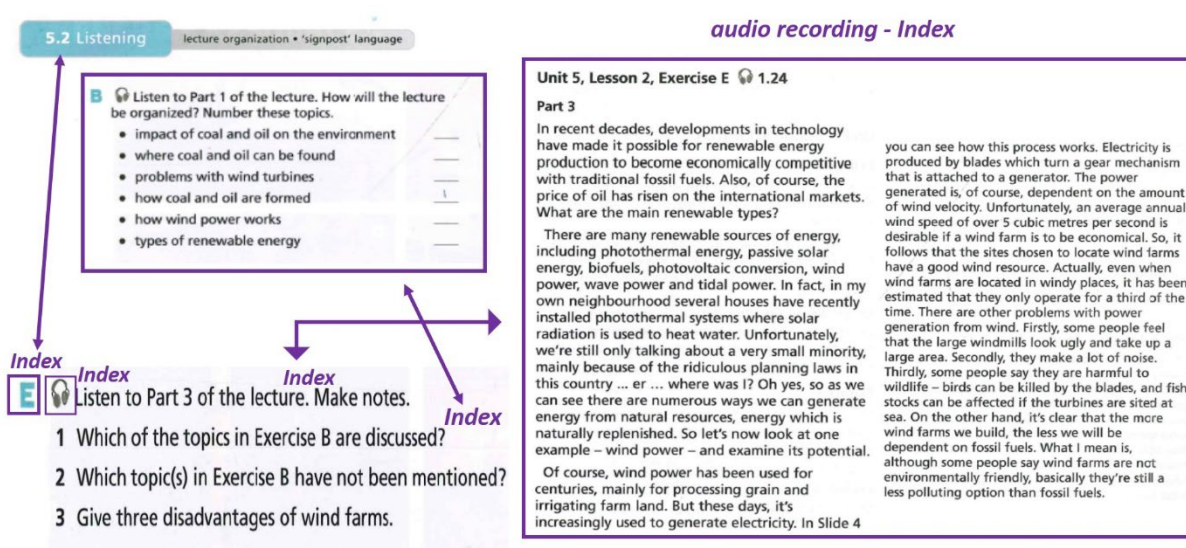 5.2 Listening
lecture organization • 'signpost' language
B Listen to Part 1 of the lecture. How will the lecture
be organized? Number these topics.
• impact of coal and oil on the environment ___
• where coal and oil can be found ___
• problems with wind turbines ___
• how coal and oil are formed 1
• how wind power works ___
• types of renewable energy ___
Index
Index
Index
Index
E Listen to Part 3 of the lecture. Make notes.
1 Which of the topics in Exercise B are discussed?
2 Which topic(s) in Exercise B have not been mentioned?
3 Give three disadvantages of wind farms.
audio recording - Index
Unit 5, Lesson 2, Exercise E 1.24
Part 3
In recent decades, developments in technology
have made it possible for renewable energy
production to become economically competitive
with traditional fossil fuels. Also, of course, the
price of oil has risen on the international markets.
What are the main renewable types?
There are many renewable sources of energy,
including photothermal energy, passive solar
energy, biofuels, photovoltaic conversion, wind
power, wave power and tidal power. In fact, in my
own neighbourhood several houses have recently
installed photothermal systems where solar
radiation is used to heat water. Unfortunately,
we're still only talking about a very small minority,
mainly because of the ridiculous planning laws in
this country ... er ... where was I? Oh yes, so as we
can see there are numerous ways we can generate
energy from natural resources, energy which is
naturally replenished. So let's now look at one
example – wind power – and examine its potential.
Of course, wind power has been used for
centuries, mainly for processing grain and
irrigating farm land. But these days, it's
increasingly used to generate electricity. In Slide 4
you can see how this process works. Electricity is
produced by blades which turn a gear mechanism
that is attached to a generator. The power
generated is, of course, dependent on the amount
of wind velocity. Unfortunately, an average annual
wind speed of over 5 cubic metres per second is
desirable if a wind farm is to be economical. So, it
follows that the sites chosen to locate wind farms
have a good wind resource. Actually, even when
wind farms are located in windy places, it has been
estimated that they only operate for a third of the
time. There are other problems with power
generation from wind. Firstly, some people feel
that the large windmills look ugly and take up a
large area. Secondly, they make a lot of noise.
Thirdly, some people say they are harmful to
wildlife – birds can be killed by the blades, and fish
stocks can be affected if the turbines are sited at
sea. On the other hand, it's clear that the more
wind farms we build, the less we will be
dependent on fossil fuels. What I mean is,
although some people say wind farms are not
environmentally friendly, basically they're still a
less polluting option than fossil fuels.